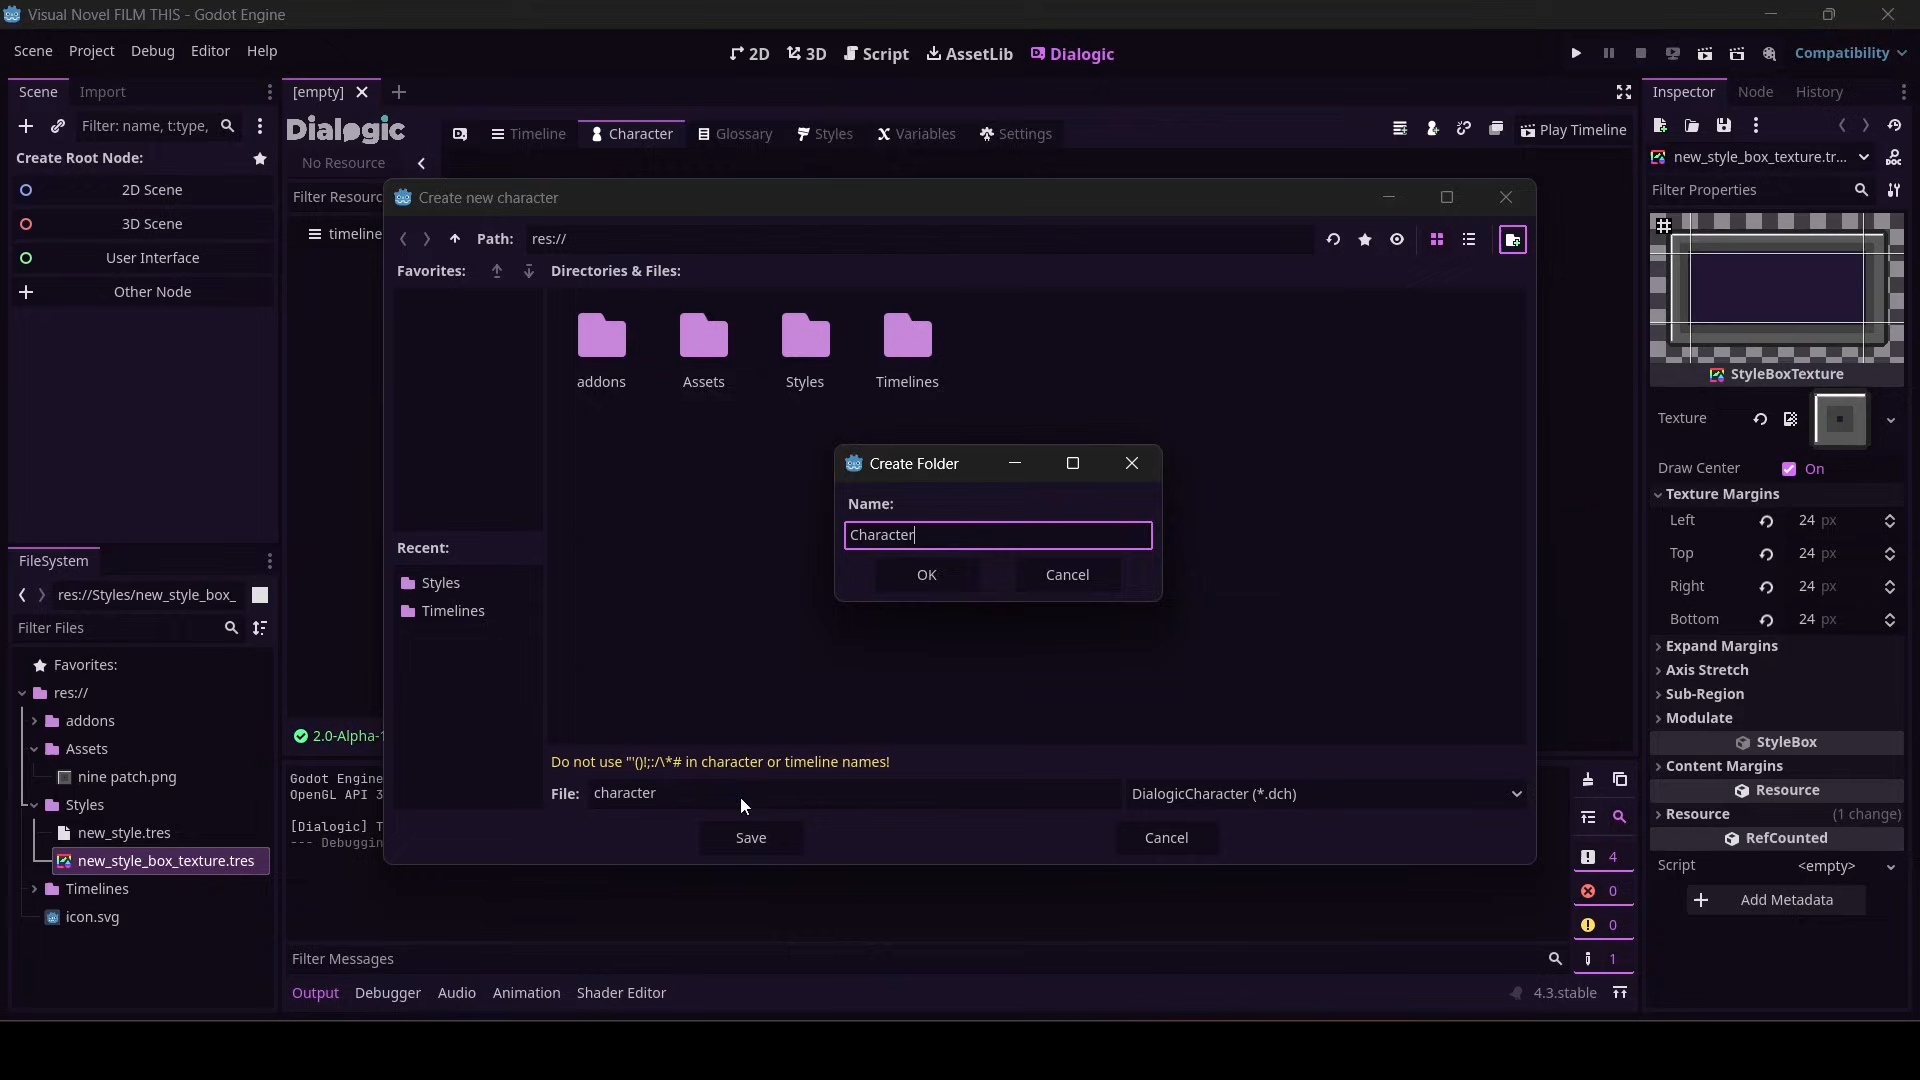 Visual Novel FILM THIS - Godot Engine
Scene Project Debug Editor Help
2D 3D Script AssetLib Dialogic
Compatibility
Scene Import
[empty]
Inspector Node History
Filter: name, t:type,
Dialogic
Timeline Character Glossary Styles Variables Settings
Play Timeline
Create Root Node:
No Resource
new_style_box_texture.tr...
2D Scene
Filter Resourc
Create new character
Filter Properties
3D Scene
timeline
Path: res://
User Interface
Favorites:
Directories & Files:
Other Node
addons Assets Styles Timelines
StyleBoxTexture
Texture
Create Folder
Draw Center On
Name:
Texture Margins
Character
Left 24 px
Recent:
Top 24 px
FileSystem
OK Cancel
Styles
Right 24 px
res://Styles/new_style_box_
Timelines
Bottom 24 px
Filter Files
Expand Margins
Favorites:
Axis Stretch
res://
Sub-Region
addons
Modulate
2.0-Alpha-1
StyleBox
Assets
Do not use "'()!;:/\*# in character or timeline names!
Content Margins
nine patch.png
Godot Engine
OpenGL API 3
File: character
DialogicCharacter (*.dch)
Resource
Styles
Resource (1 change)
new_style.tres
[Dialogic] T
--- Debuggin
Save Cancel
RefCounted
new_style_box_texture.tres
4
Script <empty>
Timelines
0
Add Metadata
icon.svg
0
Filter Messages
1
Output Debugger Audio Animation Shader Editor
4.3.stable